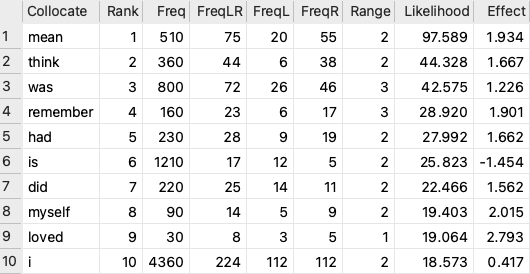 Collocate Rank Freq FreqLR FreqL FreqR Range Likelihood Effect
1 mean 1 510 75 20 55 2 97.589 1.934
2 think 2 360 44 6 38 2 44.328 1.667
3 was 3 800 72 26 46 3 42.575 1.226
4 remember 4 160 23 6 17 3 28.920 1.901
5 had 5 230 28 9 19 2 27.992 1.662
6 is 6 1210 17 12 5 2 25.823 -1.454
7 did 7 220 25 14 11 2 22.466 1.562
8 myself 8 90 14 5 9 2 19.403 2.015
9 loved 9 30 8 3 5 1 19.064 2.793
10 i 10 4360 224 112 112 2 18.573 0.417